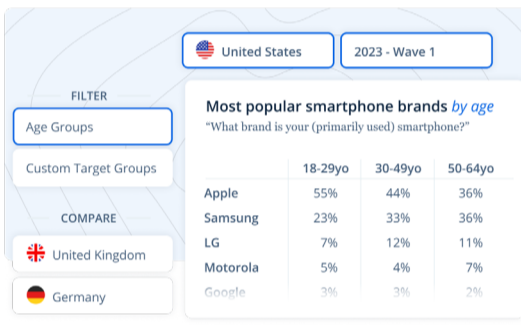 United States
2023 - Wave 1
FILTER
Age Groups
Custom Target Groups
COMPARE
United Kingdom
Germany
Most popular smartphone brands by age
“What brand is your (primarily used) smartphone?”
18-29yo 30-49yo 50-64yo
Apple 55% 44% 36%
Samsung 23% 33% 36%
LG 7% 12% 11%
Motorola 5% 4% 7%
Google 3% 3% 2%